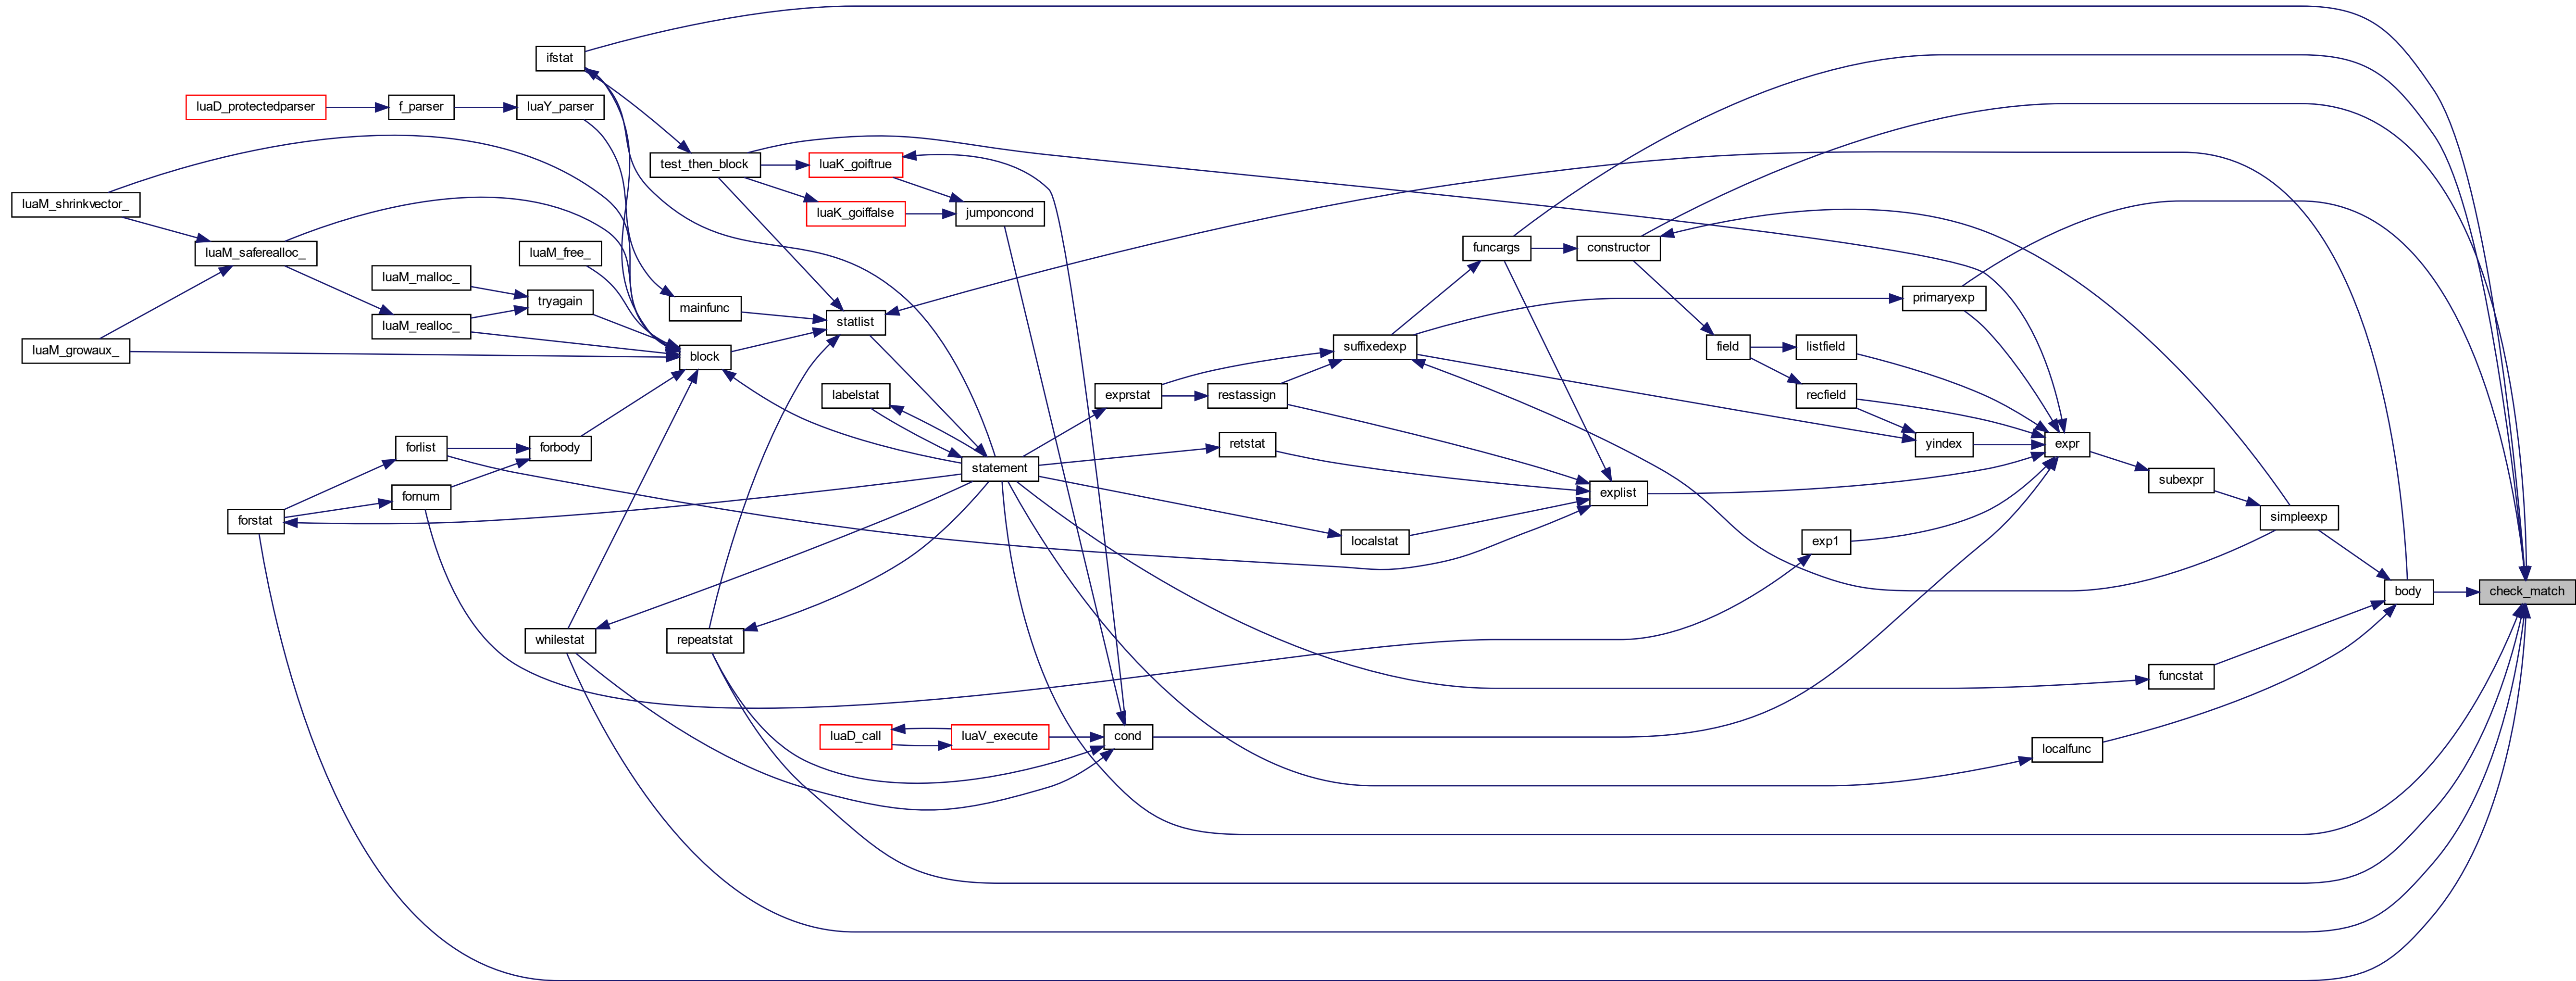 ifstat
luaD_protectedparser
f_parser
luaY_parser
test_then_block
luaK_goiftrue
luaM_shrinkvector_
luaK_goiffalse
jumponcond
luaM_saferealloc_
luaM_free_
funcargs
constructor
luaM_malloc_
tryagain
mainfunc
primaryexp
luaM_realloc_
statlist
luaM_growaux_
block
suffixedexp
field
listfield
labelstat
exprstat
restassign
recfield
forlist
forbody
retstat
yindex
expr
statement
subexpr
fornum
explist
forstat
simpleexp
localstat
exp1
body
check_match
whilestat
repeatstat
funcstat
luaD_call
luaV_execute
cond
localfunc